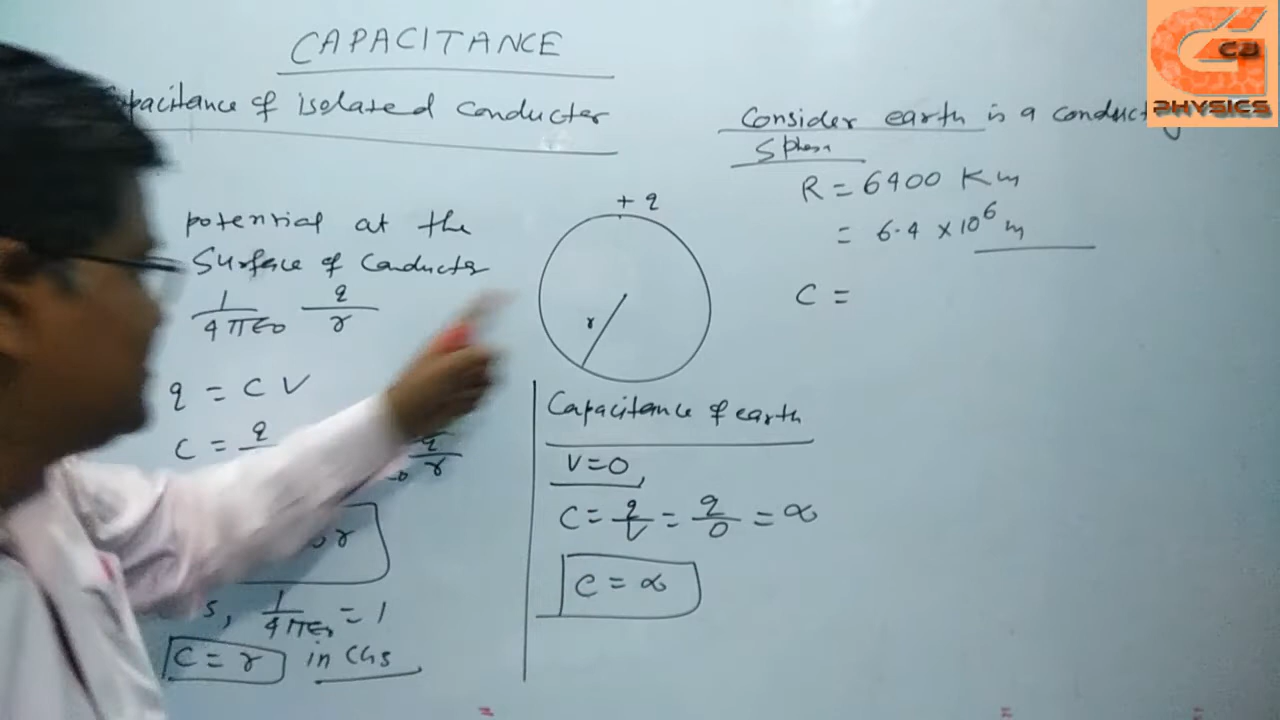 CAPACITANCE
Capacitance of isolated conductor
potential at the
surface of conductor
1/4πε₀ q/r
q = C V
C = q
q/r
r
s, 1/4πε₀ = 1
C = r in CGS
+ q
r
Capacitance of earth
V=0,
C = q/V = q/0 = ∝
C = ∝
Consider earth is a conducting
Sphere
R = 6400 Km
= 6.4 × 10⁶ m
C =
G CB
PHYSICS